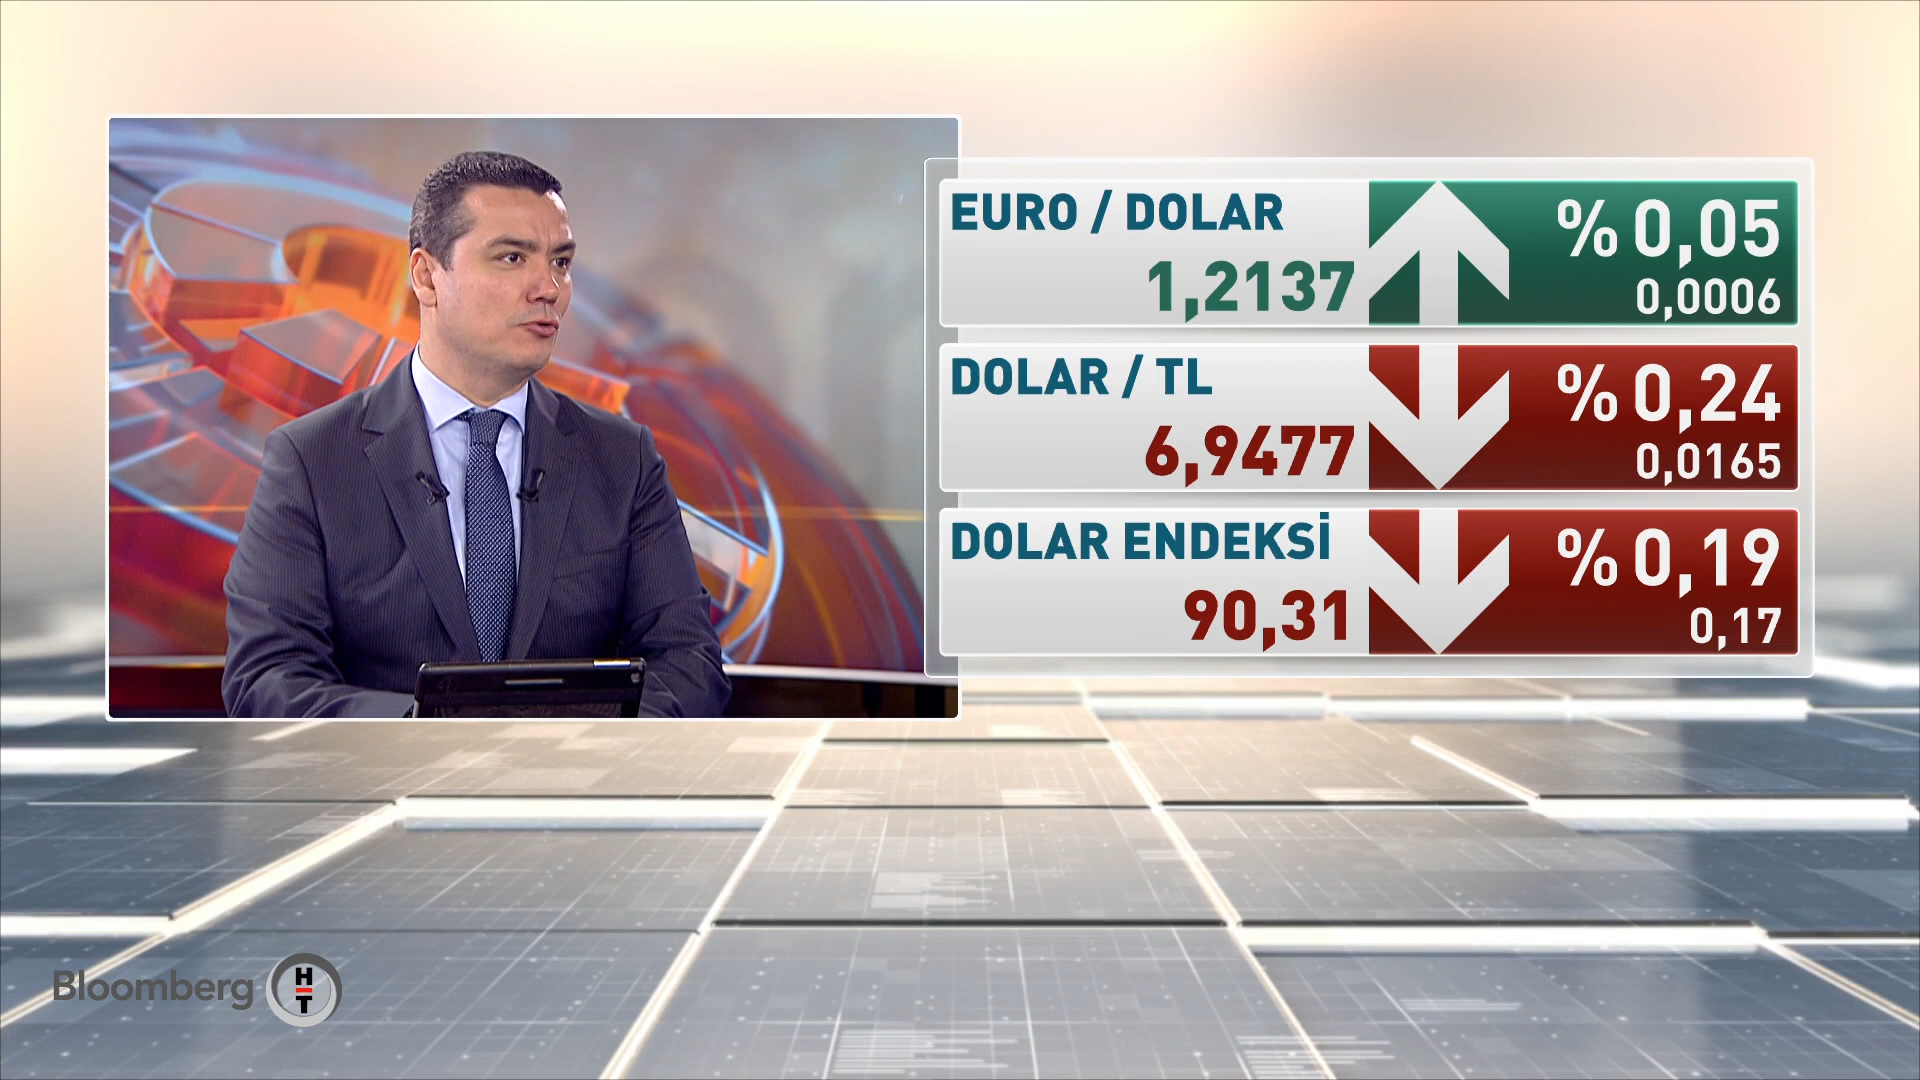 EURO / DOLAR
1,2137
% 0,05
0,0006
DOLAR / TL
6,9477
% 0,24
0,0165
DOLAR ENDEKSİ
90,31
% 0,19
0,17
Bloomberg HT